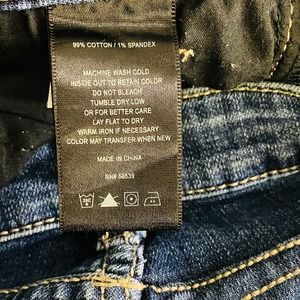 99% COTTON / 1% SPANDEX
MACHINE WASH COLD
INSIDE OUT TO RETAIN COLOR
DO NOT BLEACH
TUMBLE DRY LOW
OR FOR BETTER CARE
LAY FLAT TO DRY
WARM IRON IF NECESSARY
COLOR MAY TRANSFER WHEN NEW
MADE IN CHINA
RN# 58539